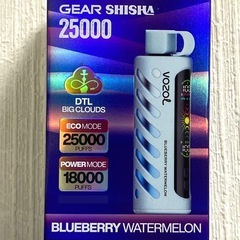 GEAR SHISHA
25000
DTL
BIG CLOUDS
ECO MODE
25000
PUFFS
POWER MODE
18000
PUFFS
VOZOL
BLUEBERRY WATERMELON
BLUEBERRY WATERMELON